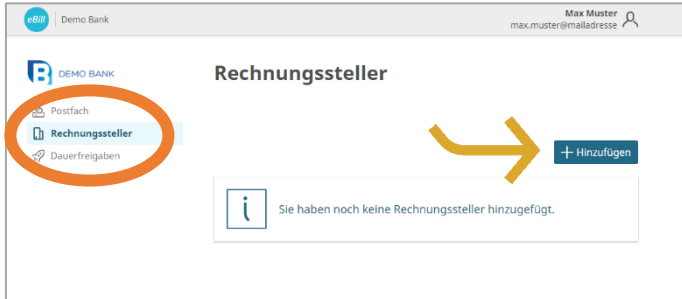 eBill Demo Bank
Max Muster
max.muster@mailadresse
B DEMO BANK
Rechnungssteller
Postfach
Rechnungssteller
Dauerfreigaben
+ Hinzufügen
i Sie haben noch keine Rechnungssteller hinzugefügt.